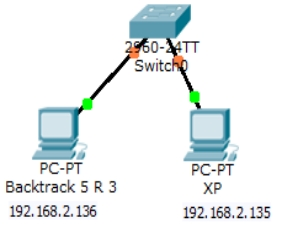 2960-24TT
Switch0
PC-PT
Backtrack 5 R 3
192.168.2.136
PC-PT
XP
192.168.2.135